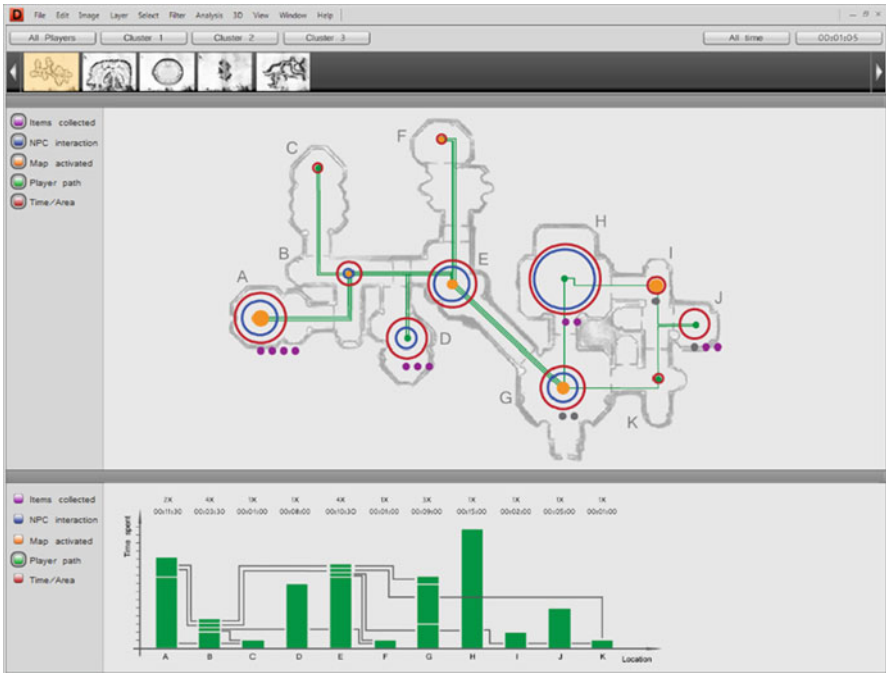 D File Edit Image Layer Select Filter Analysis 3D View Window Help
All Players Cluster 1 Cluster 2 Cluster 3 All time 00:01:05
Items collected
NPC interaction
Map activated
Player path
Time/Area
F
C
H
B
E
I
A
J
D
G
K
Items collected
NPC interaction
Map activated
Player path
Time/Area
Time spent
2X 4X 1X 1X 4X 1X 3X 1X 1X 1X 1X
00:11:30 00:03:30 00:01:00 00:08:00 00:10:30 00:01:00 00:09:00 00:15:00 00:02:00 00:05:00 00:01:00
A B C D E F G H I J K Location